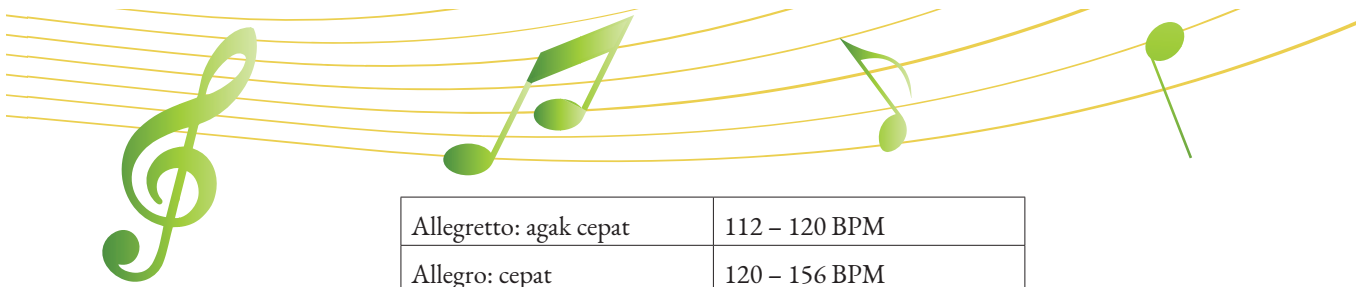 Allegretto: agak cepat 112 – 120 BPM
Allegro: cepat 120 – 156 BPM